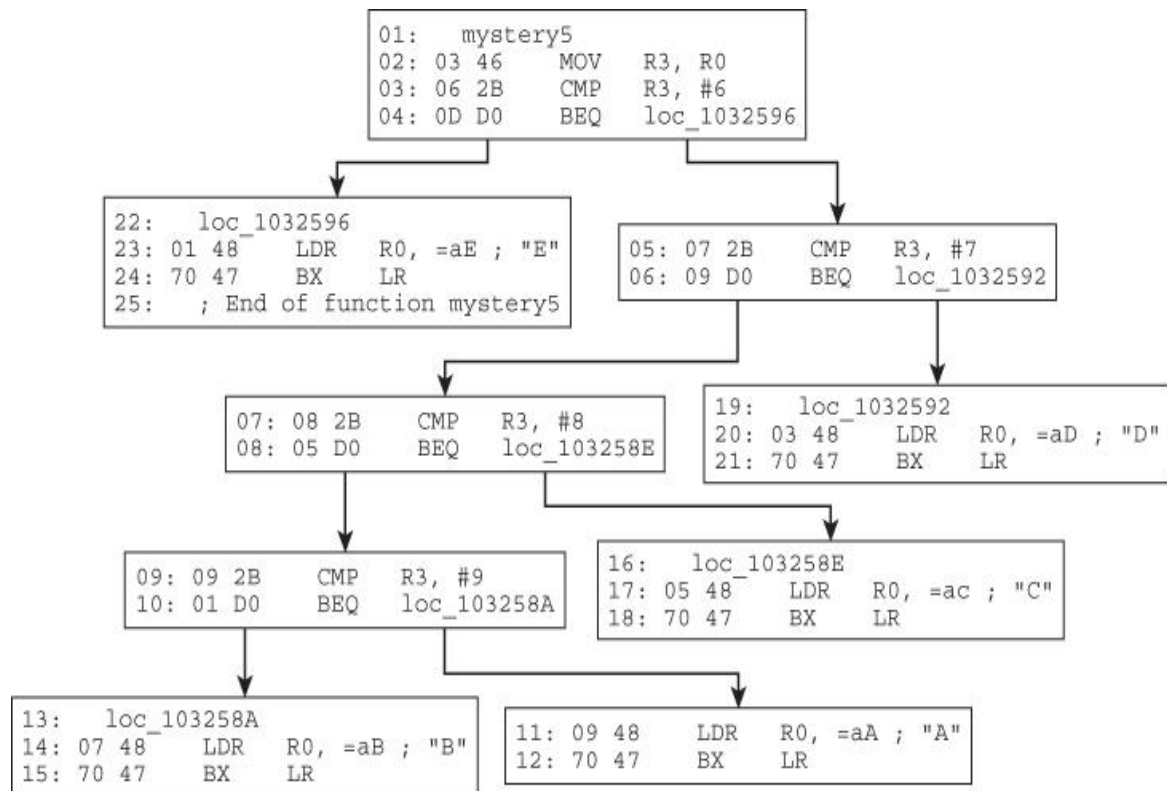 01:   mystery5
02: 03 46     MOV   R3, R0
03: 06 2B     CMP   R3, #6
04: 0D D0     BEQ   loc_1032596
22:   loc_1032596
23: 01 48     LDR   R0, =aE ; "E"
24: 70 47     BX    LR
25:   ; End of function mystery5
05: 07 2B     CMP   R3, #7
06: 09 D0     BEQ   loc_1032592
07: 08 2B     CMP   R3, #8
08: 05 D0     BEQ   loc_103258E
19:   loc_1032592
20: 03 48     LDR   R0, =aD ; "D"
21: 70 47     BX    LR
09: 09 2B     CMP   R3, #9
10: 01 D0     BEQ   loc_103258A
16:   loc_103258E
17: 05 48     LDR   R0, =ac ; "C"
18: 70 47     BX    LR
13:   loc_103258A
14: 07 48     LDR   R0, =aB ; "B"
15: 70 47     BX    LR
11: 09 48     LDR   R0, =aA ; "A"
12: 70 47     BX    LR